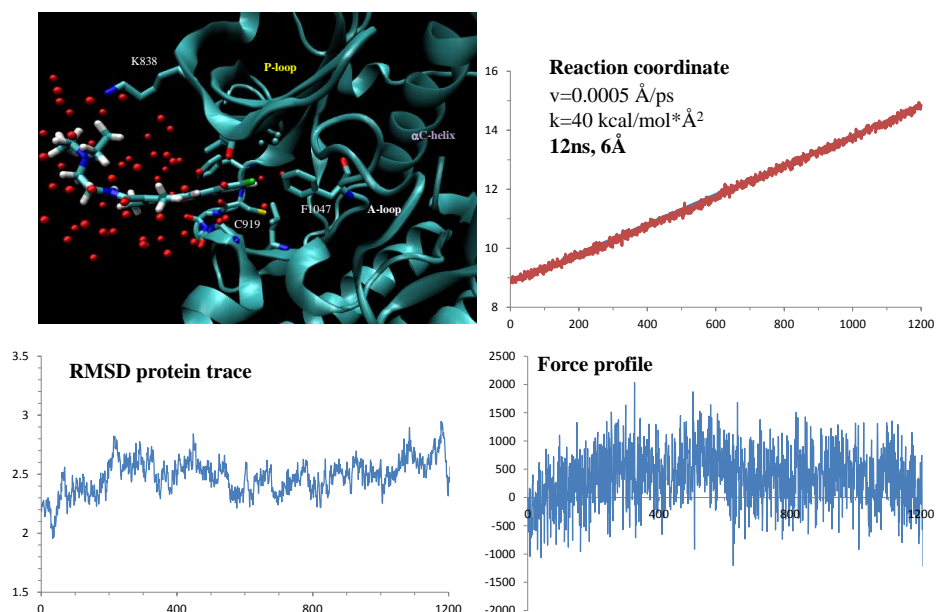 K838
P-loop
αC-helix
F1047
A-loop
C919
Reaction coordinate
v=0.0005 Å/ps
k=40 kcal/mol*Å²
12ns, 6Å
16
14
12
10
8
0 200 400 600 800 1000 1200
RMSD protein trace
3.5
3
2.5
2
1.5
0 400 800 1200
Force profile
2500
2000
1500
1000
500
0
-500
-1000
-1500
-2000
0 400 800 1200